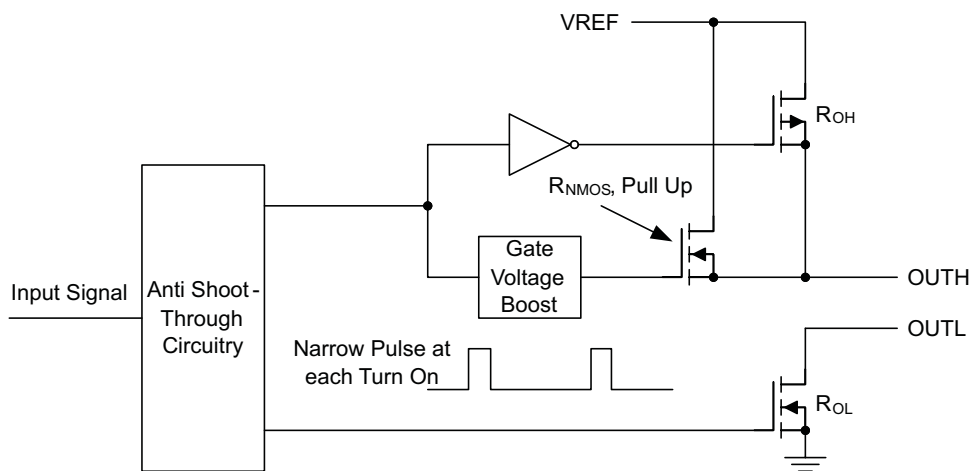 VREF
ROH
RNMOS, Pull Up
Gate
Voltage
Boost
OUTH
Input Signal
Anti Shoot-
Through
Circuitry
OUTL
Narrow Pulse at
each Turn On
ROL